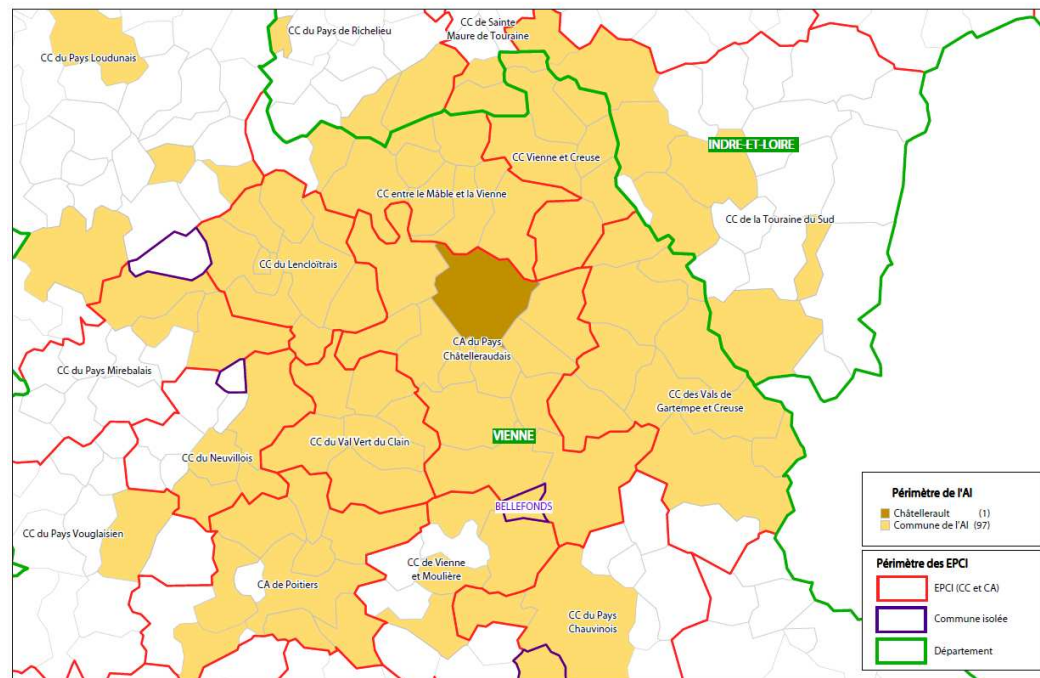 CC de Sainte
Maure de Touraine
CC du Pays de Richelieu
CC du Pays Loudunais
INDRE-ET-LOIRE
CC Vienne et Creuse
CC entre le Mâble et la Vienne
CC de la Touraine du Sud
CC du Lencloîtrais
CA du Pays
Châtelleraudais
CC du Pays Mirebalais
CC des Vals de
Gartempe et Creuse
VIENNE
CC du Val Vert du Clain
CC du Neuvillois
BELLEFONDS
CC du Pays Vouglaisien
CC de Vienne
et Moulière
CA de Poitiers
CC du Pays
Chauvinois
Périmètre de l'AI
Châtellerault (1)
Commune de l'AI (97)
Périmètre des EPCI
EPCI (CC et CA)
Commune isolée
Département